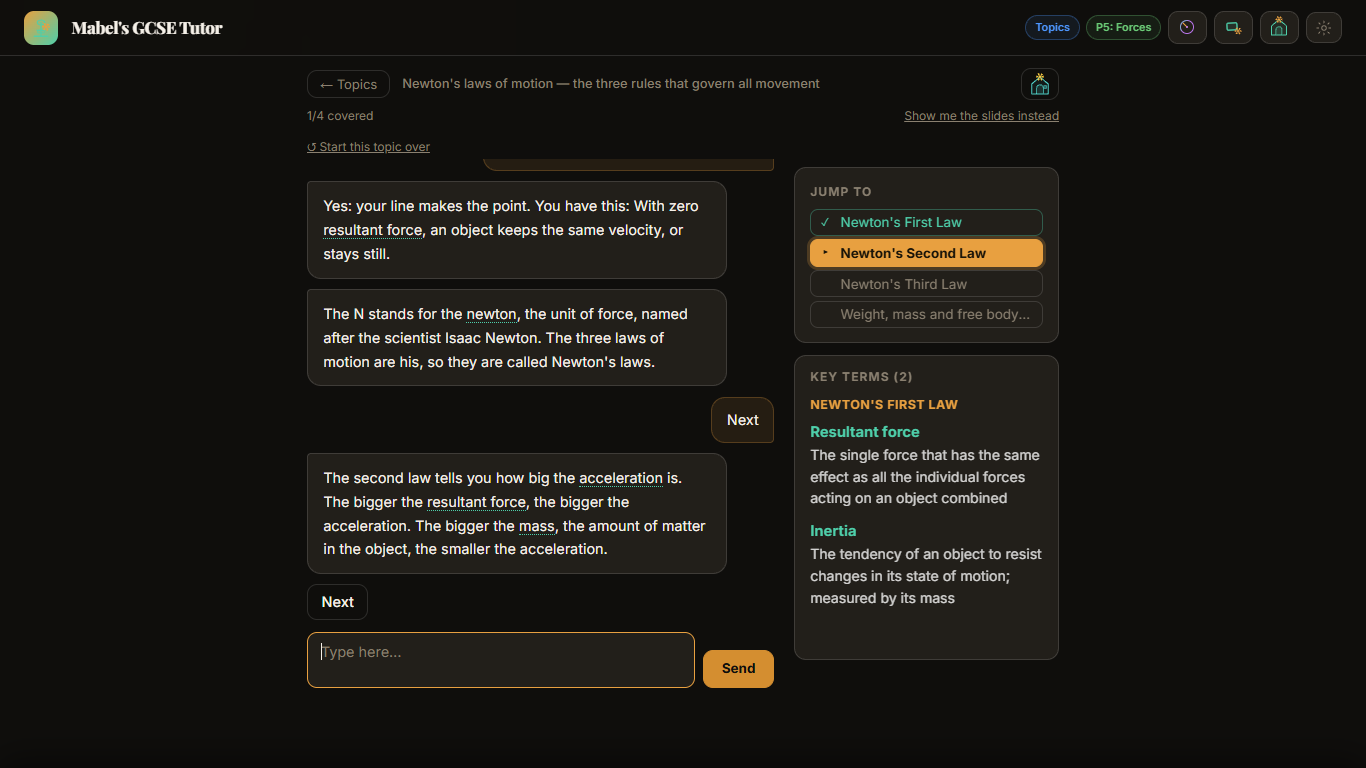 Mabel's GCSE Tutor
Topics
P5: Forces
← Topics
Newton's laws of motion — the three rules that govern all movement
1/4 covered
Show me the slides instead
↺ Start this topic over
Yes: your line makes the point. You have this: With zero
resultant force, an object keeps the same velocity, or
stays still.
The N stands for the newton, the unit of force, named
after the scientist Isaac Newton. The three laws of
motion are his, so they are called Newton's laws.
Next
The second law tells you how big the acceleration is.
The bigger the resultant force, the bigger the
acceleration. The bigger the mass, the amount of matter
in the object, the smaller the acceleration.
Next
Type here...
Send
JUMP TO
✓ Newton's First Law
‣ Newton's Second Law
Newton's Third Law
Weight, mass and free body...
KEY TERMS (2)
NEWTON'S FIRST LAW
Resultant force
The single force that has the same
effect as all the individual forces
acting on an object combined
Inertia
The tendency of an object to resist
changes in its state of motion;
measured by its mass